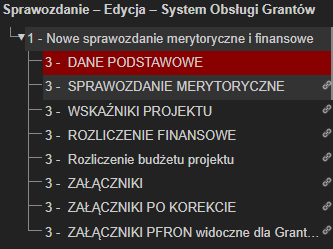 Sprawozdanie – Edycja – System Obsługi Grantów
1 - Nowe sprawozdanie merytoryczne i finansowe
3 - DANE PODSTAWOWE
3 - SPRAWOZDANIE MERYTORYCZNE
3 - WSKAŹNIKI PROJEKTU
3 - ROZLICZENIE FINANSOWE
3 - Rozliczenie budżetu projektu
3 - ZAŁĄCZNIKI
3 - ZAŁĄCZNIKI PO KOREKCIE
3 - ZAŁĄCZNIKI PFRON widoczne dla Grant...